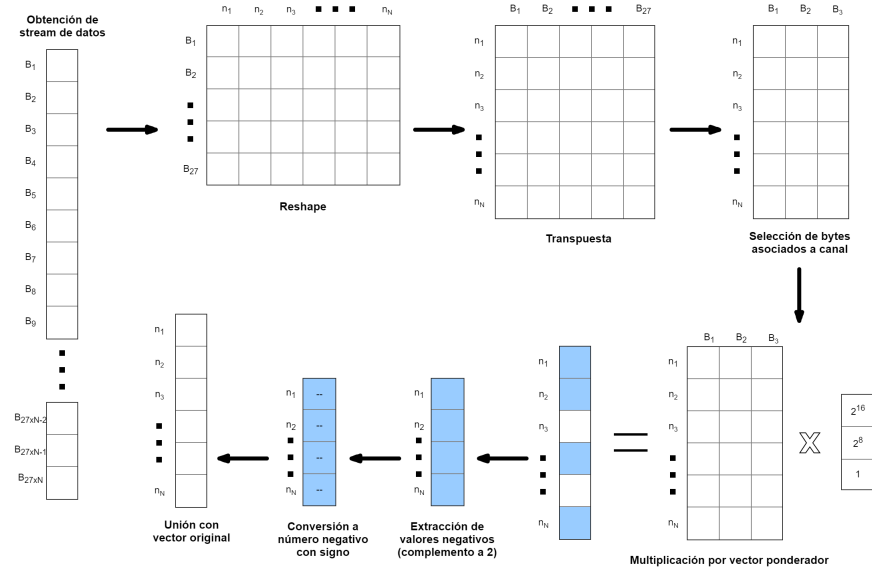 Obtención de
stream de datos
B1
B2
B3
B4
B5
B6
B7
B8
B9
B27xN-2
B27xN-1
B27xN
n1 n2 n3 nN
B1
B2
B27
Reshape
B1 B2 B27
n1
n2
n3
nN
Transpuesta
B1 B2 B3
n1
n2
n3
nN
Selección de bytes
asociados a canal
B1 B2 B3
n1
n2
n3
nN
X
2^16
2^8
1
Multiplicación por vector ponderador
n1
n2
n3
nN
n1
n2
nN
Extracción de
valores negativos
(complemento a 2)
n1 --
n2 --
--
nN --
Conversión a
número negativo
con signo
n1
n2
n3
nN
Unión con
vector original